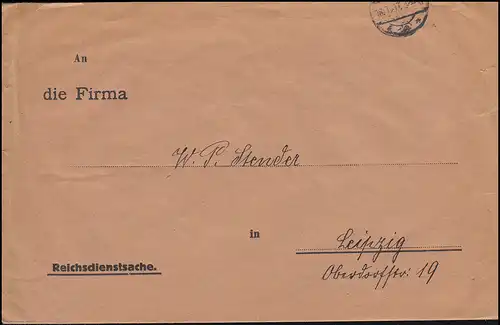 An
die Firma
W. P. Stender
in
Leipzig
Reichsdienstsache.
Oberdorfstr. 19